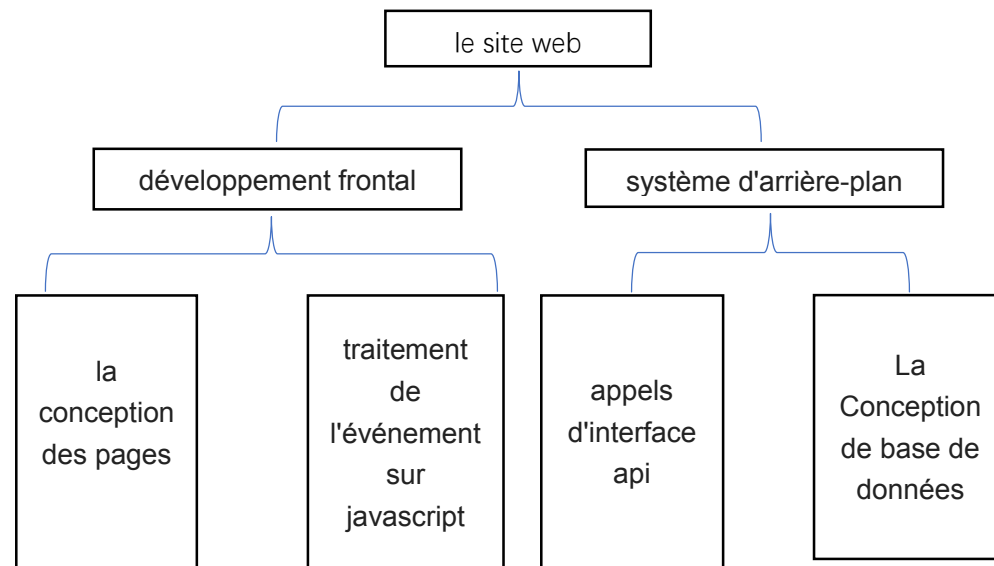 le site web
développement frontal
système d'arrière-plan
la
conception
des pages
traitement
de
l'événement
sur
javascript
appels
d'interface
api
La
Conception
de base de
données